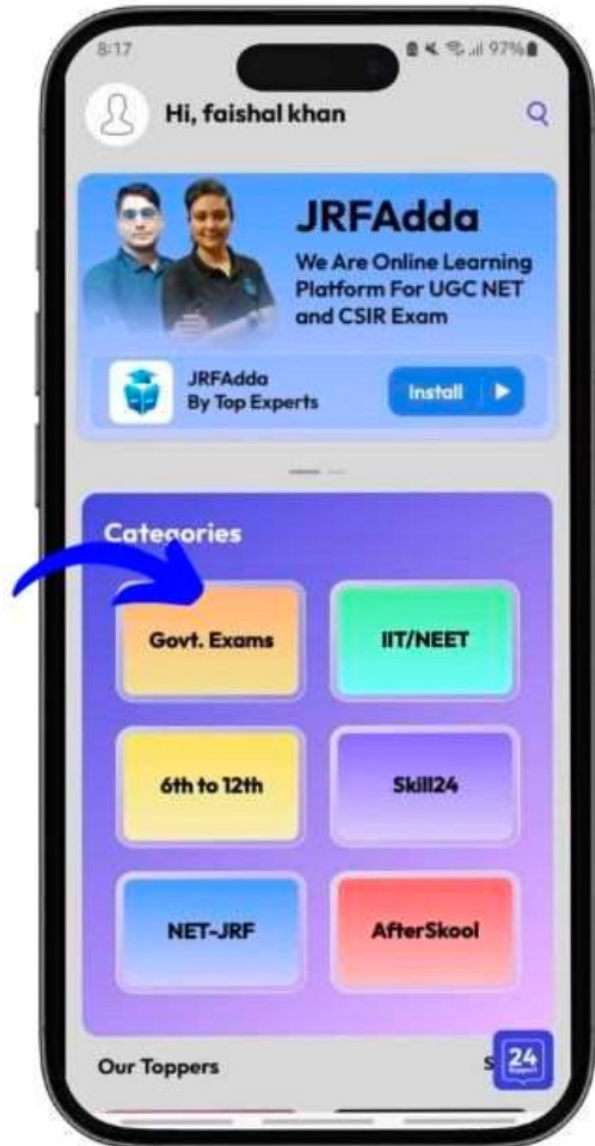 8:17
97%
Hi, faishal khan
JRFAdda
We Are Online Learning
Platform For UGC NET
and CSIR Exam
JRFAdda
By Top Experts
Install
Categories
Govt. Exams
IIT/NEET
6th to 12th
Skill24
NET-JRF
AfterSkool
Our Toppers
24